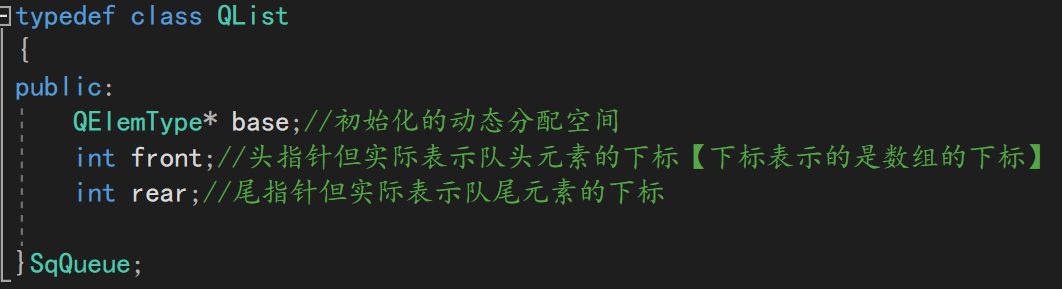 typedef class QList
{
public:
QElemType* base;//初始化的动态分配空间
int front;//头指针但实际表示队头元素的下标【下标表示的是数组的下标】
int rear;//尾指针但实际表示队尾元素的下标
}SqQueue;